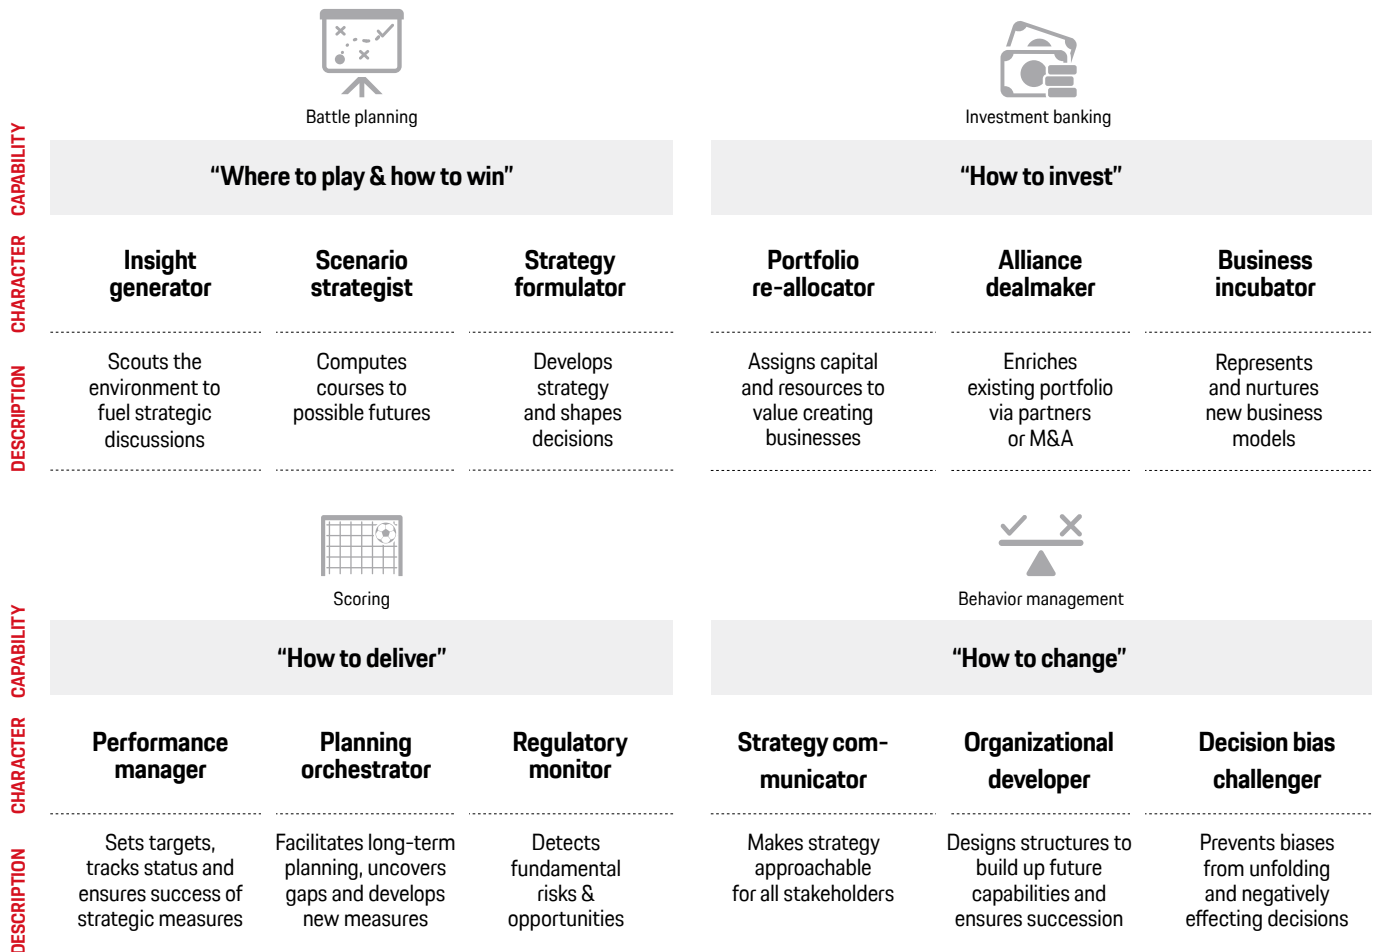 Battle planning
Investment banking
CAPABILITY
“Where to play & how to win”
“How to invest”
CHARACTER
Insight
generator
Scenario
strategist
Strategy
formulator
Portfolio
re-allocator
Alliance
dealmaker
Business
incubator
DESCRIPTION
Scouts the
environment to
fuel strategic
discussions
Computes
courses to
possible futures
Develops
strategy
and shapes
decisions
Assigns capital
and resources to
value creating
businesses
Enriches
existing portfolio
via partners
or M&A
Represents
and nurtures
new business
models
Scoring
Behavior management
CAPABILITY
“How to deliver”
“How to change”
CHARACTER
Performance
manager
Planning
orchestrator
Regulatory
monitor
Strategy com-
municator
Organizational
developer
Decision bias
challenger
DESCRIPTION
Sets targets,
tracks status and
ensures success of
strategic measures
Facilitates long-term
planning, uncovers
gaps and develops
new measures
Detects
fundamental
risks &
opportunities
Makes strategy
approachable
for all stakeholders
Designs structures to
build up future
capabilities and
ensures succession
Prevents biases
from unfolding
and negatively
effecting decisions